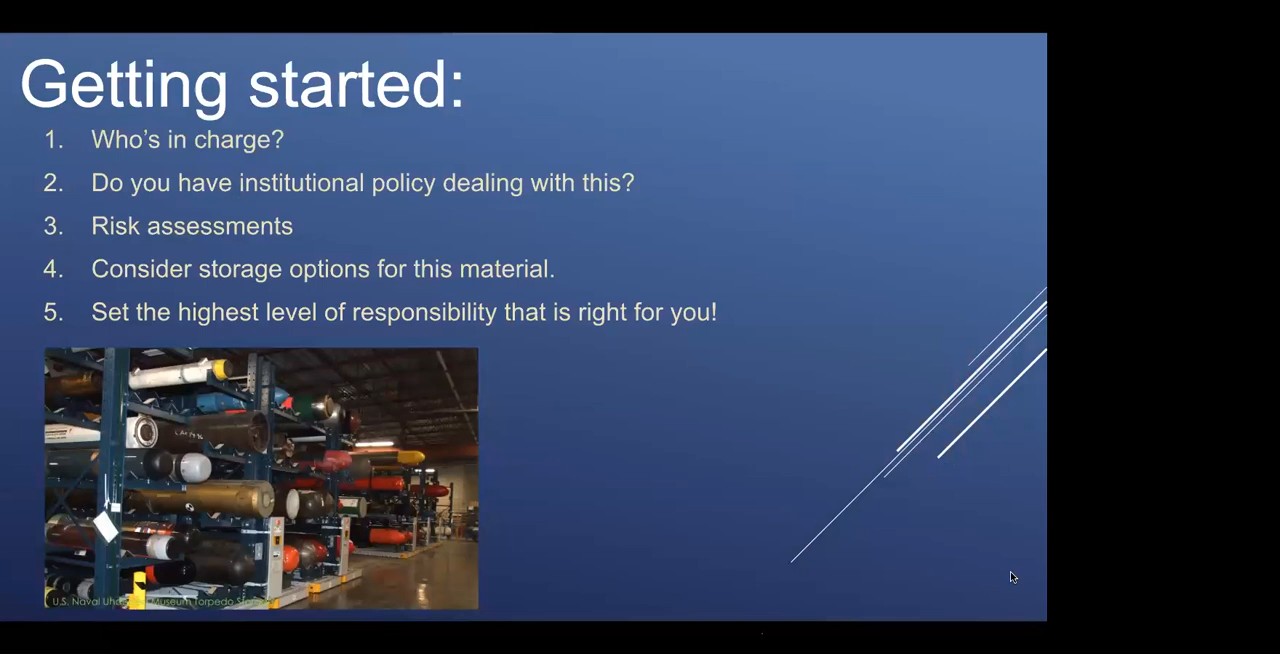 Getting started:
1. Who's in charge?
2. Do you have institutional policy dealing with this?
3. Risk assessments
4. Consider storage options for this material.
5. Set the highest level of responsibility that is right for you!
U.S. Naval Museum Torpedo